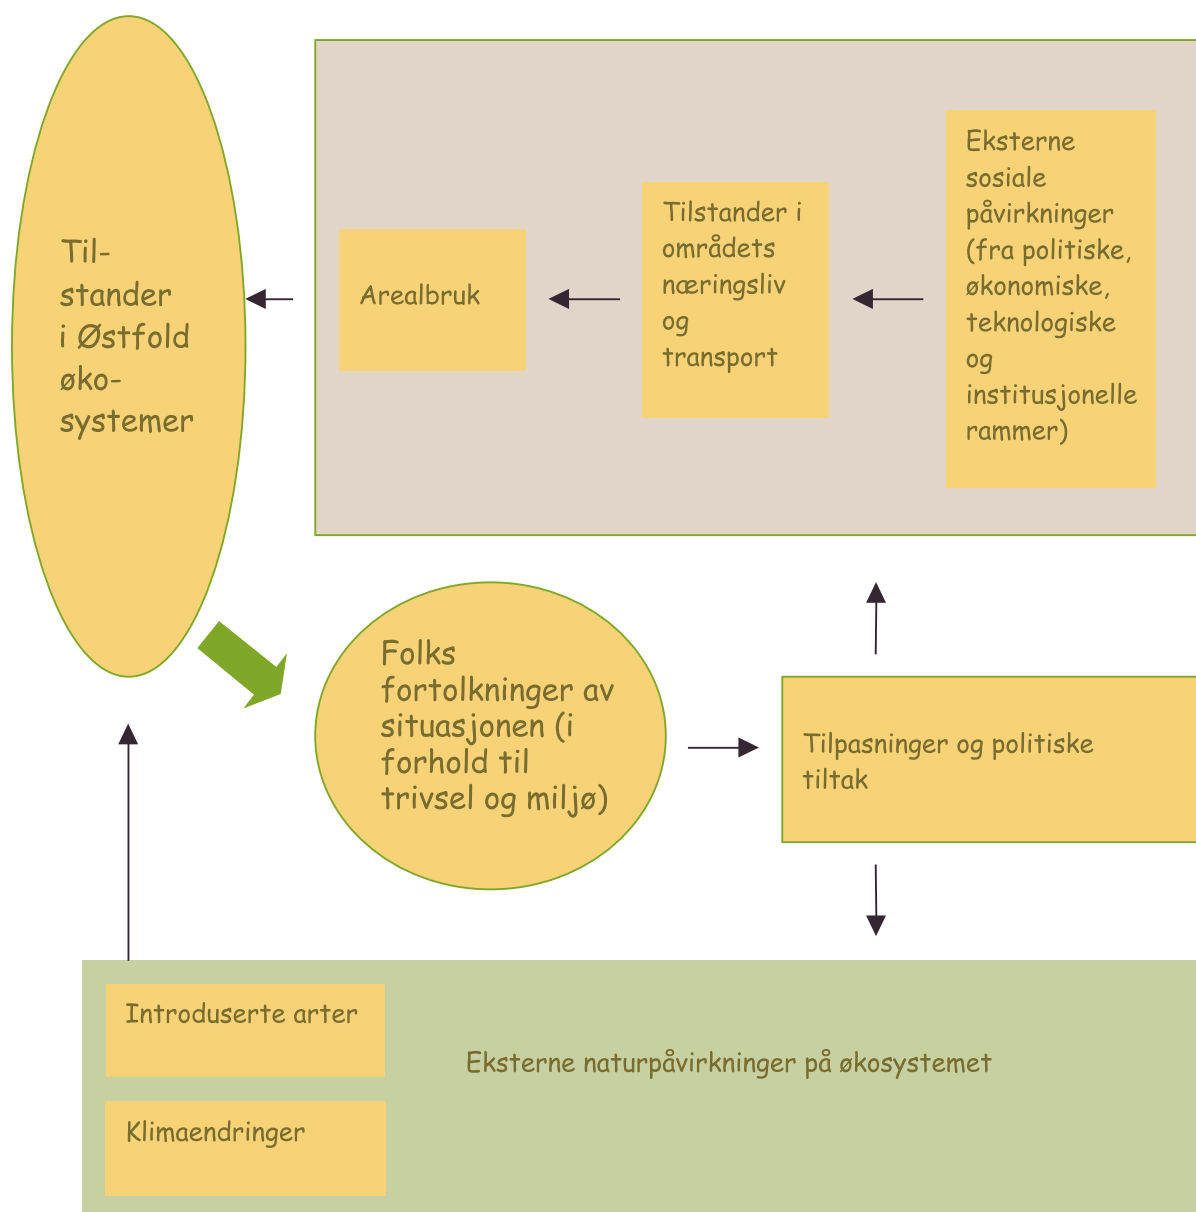 Til-
stander
i Østfold
øko-
systemer
Arealbruk
Tilstander i
områdets
næringsliv
og
transport
Eksterne
sosiale
påvirkninger
(fra politiske,
økonomiske,
teknologiske
og
institusjonelle
rammer)
Folks
fortolkninger av
situasjonen (i
forhold til
trivsel og miljø)
Tilpasninger og politiske
tiltak
Introduserte arter
Eksterne naturpåvirkninger på økosystemet
Klimaendringer